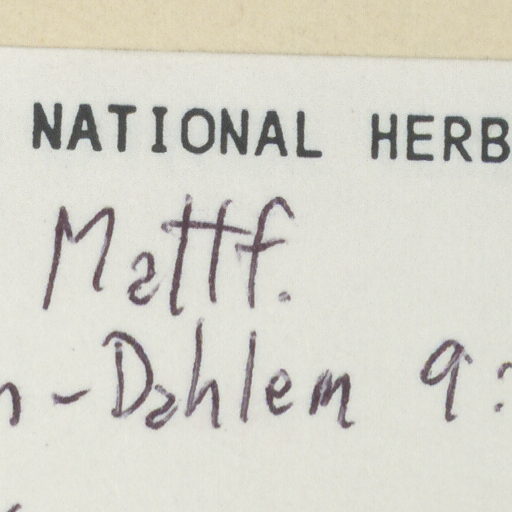 NATIONAL HERB
Mattf.
n-Dahlem 9: